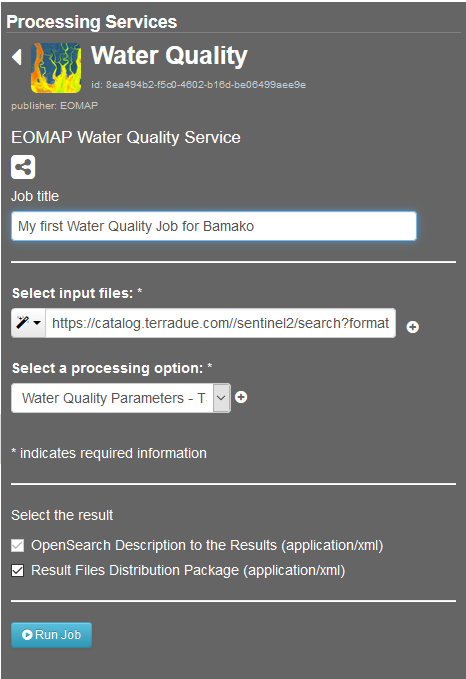 Processing Services
Water Quality
id: 8ea494b2-f5c0-4602-b16d-be06499aee9e
publisher: EOMAP
EOMAP Water Quality Service
Job title
My first Water Quality Job for Bamako
Select input files: *
https://catalog.terradue.com//sentinel2/search?format
Select a processing option: *
Water Quality Parameters - T
* indicates required information
Select the result
OpenSearch Description to the Results (application/xml)
Result Files Distribution Package (application/xml)
Run Job